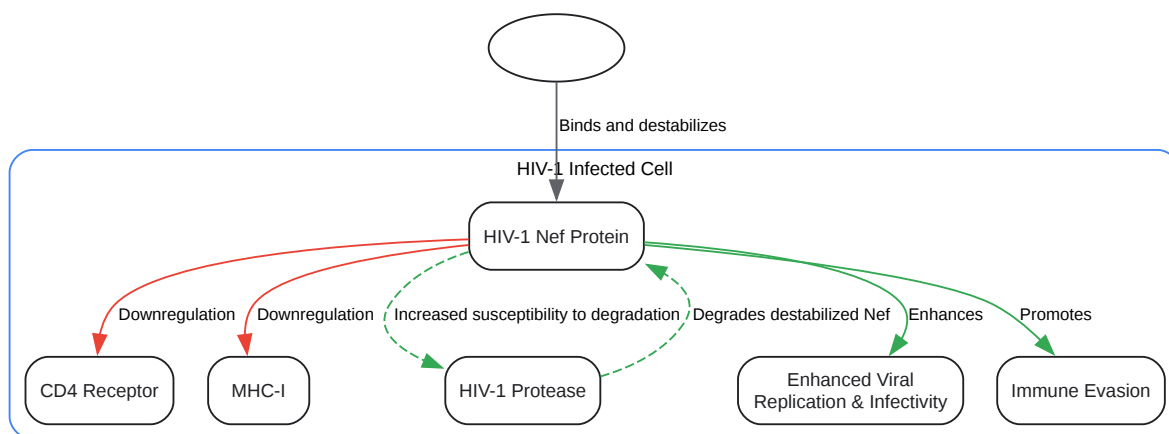 Binds and destabilizes
HIV-1 Infected Cell
HIV-1 Nef Protein
Downregulation
Downregulation
Increased susceptibility to degradation
Degrades destabilized Nef
Enhances
Promotes
CD4 Receptor
MHC-I
HIV-1 Protease
Enhanced Viral
Replication & Infectivity
Immune Evasion